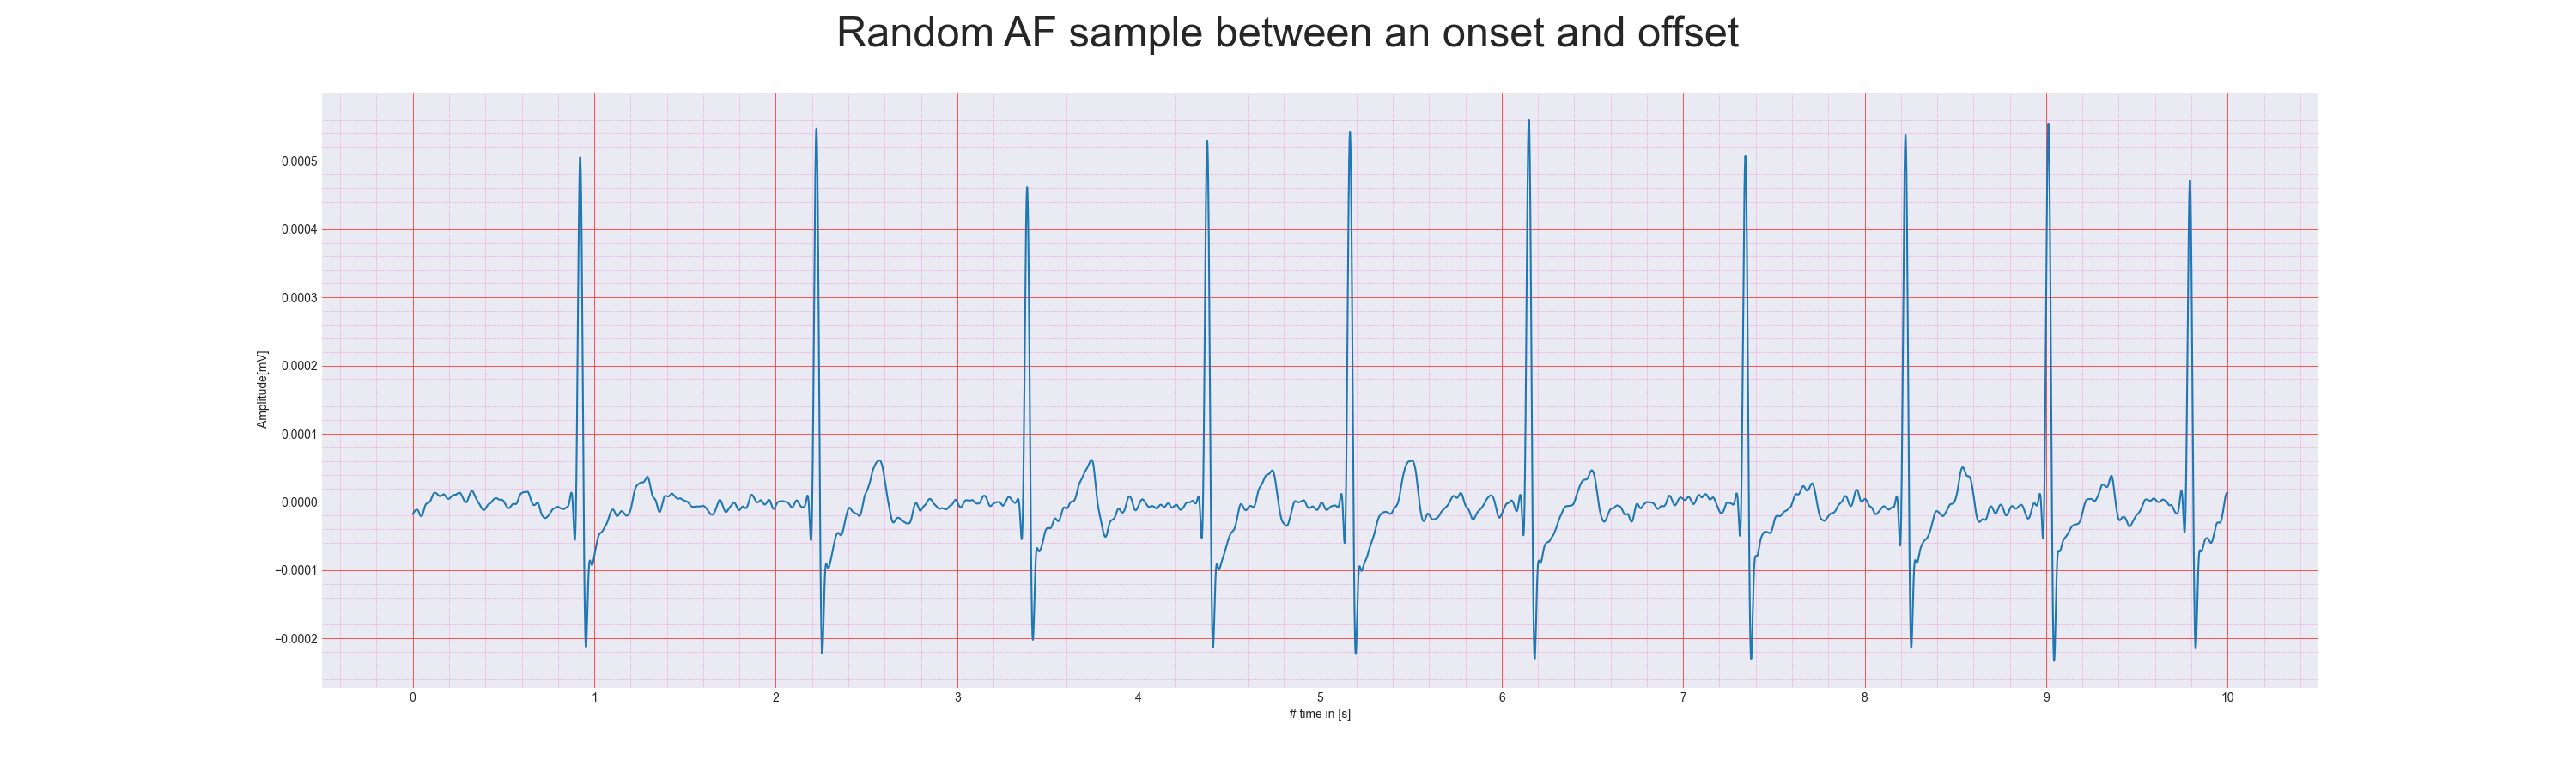 Random AF sample between an onset and offset
0.0005
0.0004
0.0003
0.0002
0.0001
0.0000
−0.0001
−0.0002
Amplitude[mV]
0 1 2 3 4 5 6 7 8 9 10
# time in [s]